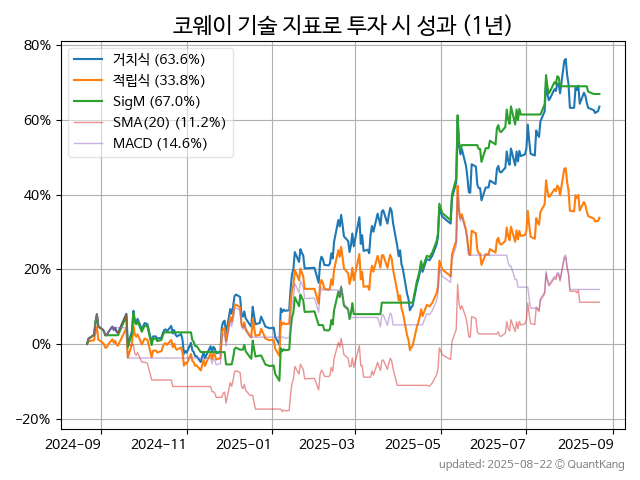 코웨이 기술 지표로 투자 시 성과 (1년)
80%
60%
40%
20%
0%
−20%
거치식 (63.6%)
적립식 (33.8%)
SigM (67.0%)
SMA(20) (11.2%)
MACD (14.6%)
2024-09 2024-11 2025-01 2025-03 2025-05 2025-07 2025-09
updated: 2025-08-22 © QuantKang